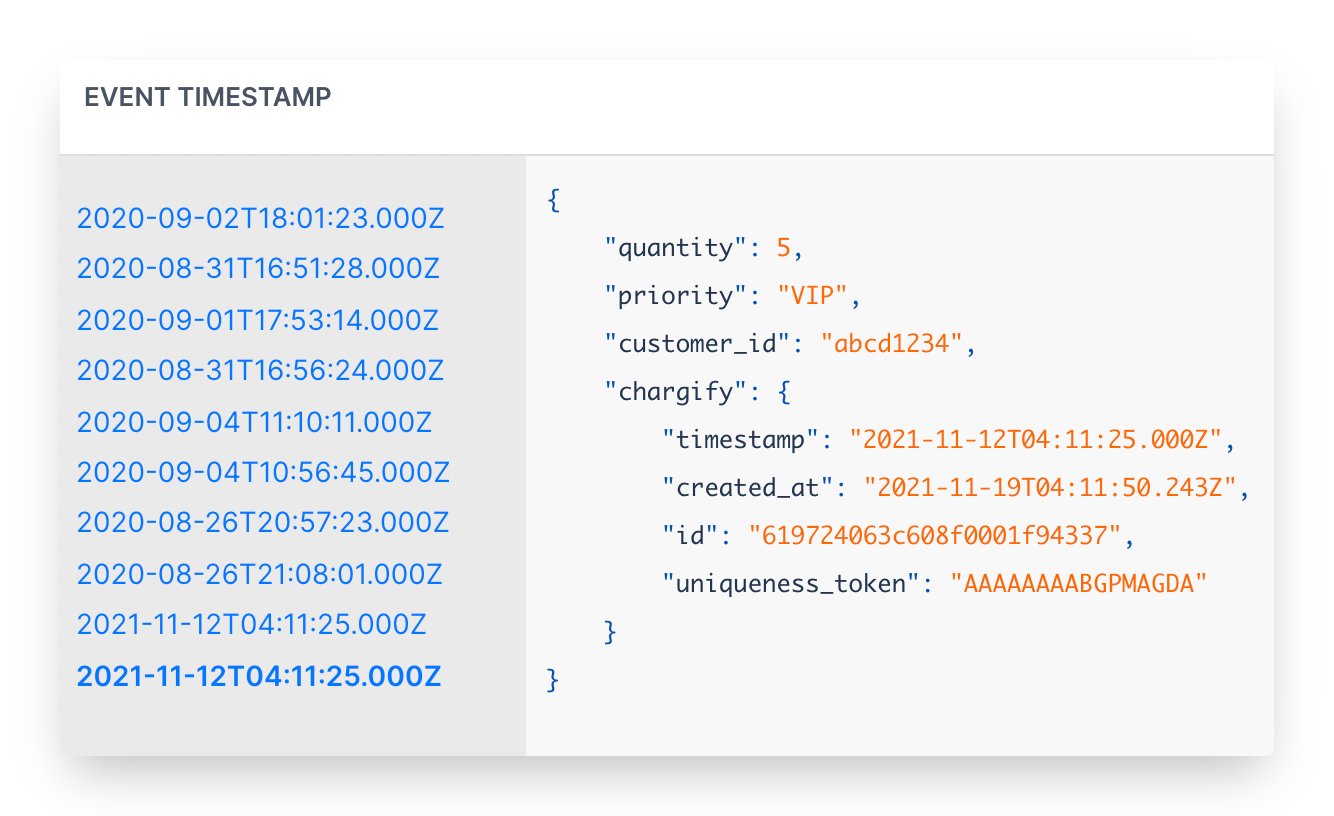 EVENT TIMESTAMP
2020-09-02T18:01:23.000Z
2020-08-31T16:51:28.000Z
2020-09-01T17:53:14.000Z
2020-08-31T16:56:24.000Z
2020-09-04T11:10:11.000Z
2020-09-04T10:56:45.000Z
2020-08-26T20:57:23.000Z
2020-08-26T21:08:01.000Z
2021-11-12T04:11:25.000Z
2021-11-12T04:11:25.000Z
{
    "quantity": 5,
    "priority": "VIP",
    "customer_id": "abcd1234",
    "chargify": {
        "timestamp": "2021-11-12T04:11:25.000Z",
        "created_at": "2021-11-19T04:11:50.243Z",
        "id": "619724063c608f0001f94337",
        "uniqueness_token": "AAAAAAAABGPMAGDA"
    }
}